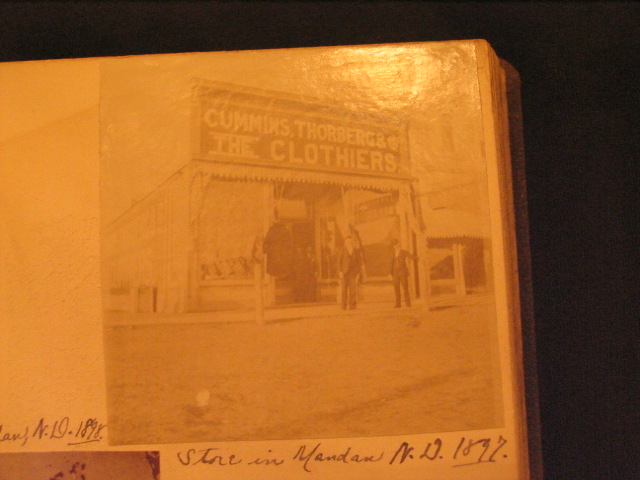 CUMMINS, THORBERG & Co
THE CLOTHIERS
N.D. 1898.
Store in Mandan N.D. 1897.